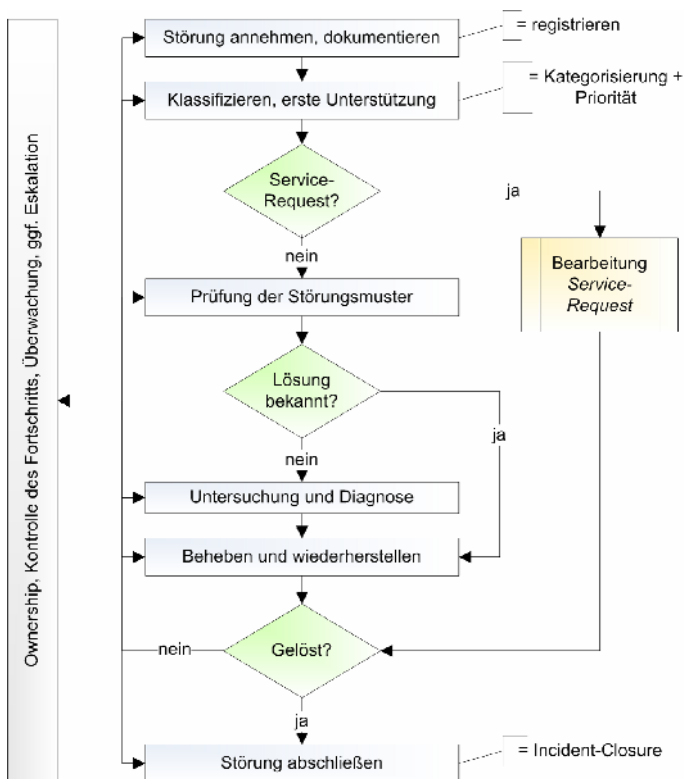 Störung annehmen, dokumentieren
= registrieren
Klassifizieren, erste Unterstützung
= Kategorisierung +
Priorität
Service-
Request?
ja
nein
Bearbeitung
Service-
Request
Prüfung der Störungsmuster
Lösung
bekannt?
ja
nein
Untersuchung und Diagnose
Beheben und wiederherstellen
Gelöst?
nein
ja
Störung abschließen
= Incident-Closure
Ownership, Kontrolle des Fortschritts, Überwachung, ggf. Eskalation